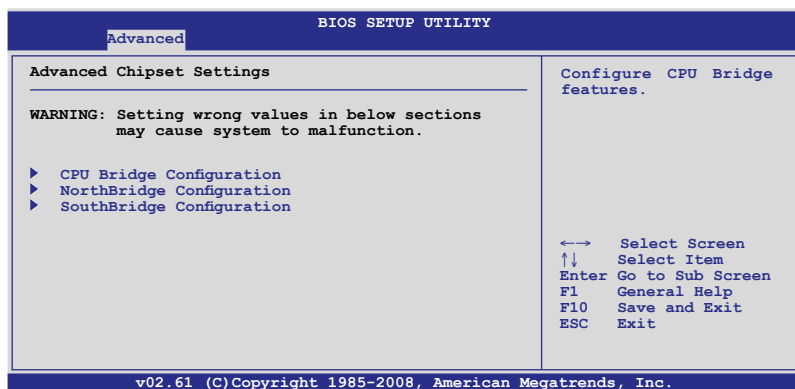 BIOS SETUP UTILITY
Advanced
Advanced Chipset Settings
WARNING: Setting wrong values in below sections
may cause system to malfunction.
CPU Bridge Configuration
NorthBridge Configuration
SouthBridge Configuration
Configure CPU Bridge
features.
←→ Select Screen
↑↓ Select Item
Enter Go to Sub Screen
F1 General Help
F10 Save and Exit
ESC Exit
v02.61 (C)Copyright 1985-2008, American Megatrends, Inc.